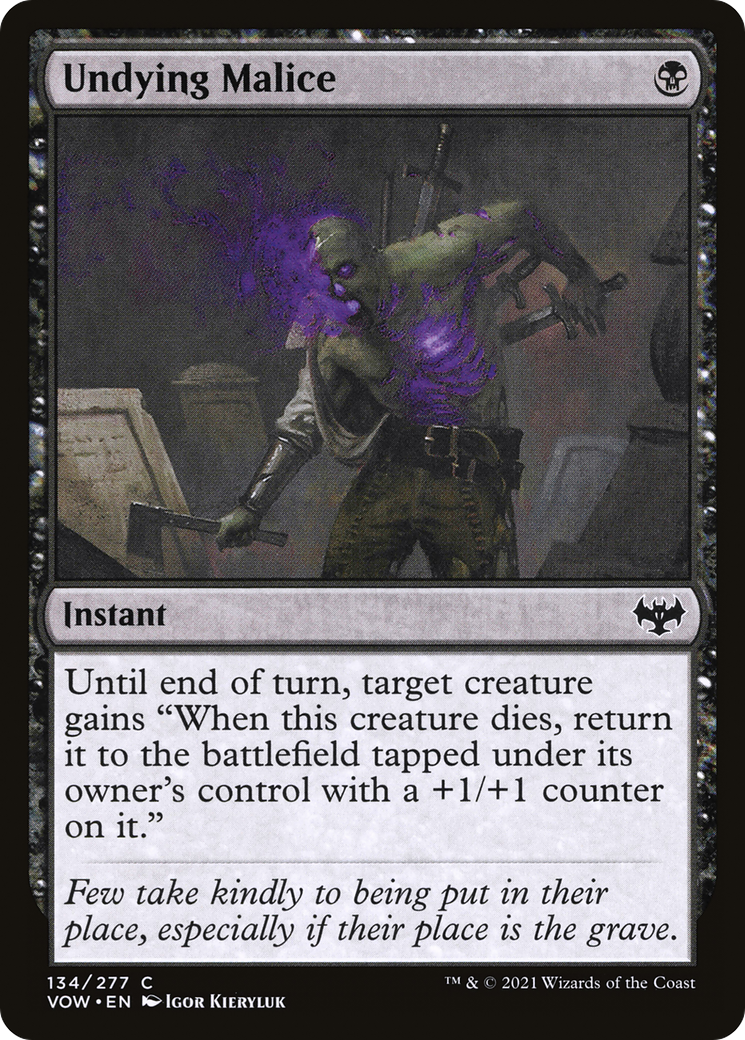 Undying Malice
Instant
Until end of turn, target creature
gains “When this creature dies, return
it to the battlefield tapped under its
owner’s control with a +1/+1 counter
on it.”
Few take kindly to being put in their
place, especially if their place is the grave.
134/277 C
VOW • EN Igor Kieryluk
™ & © 2021 Wizards of the Coast